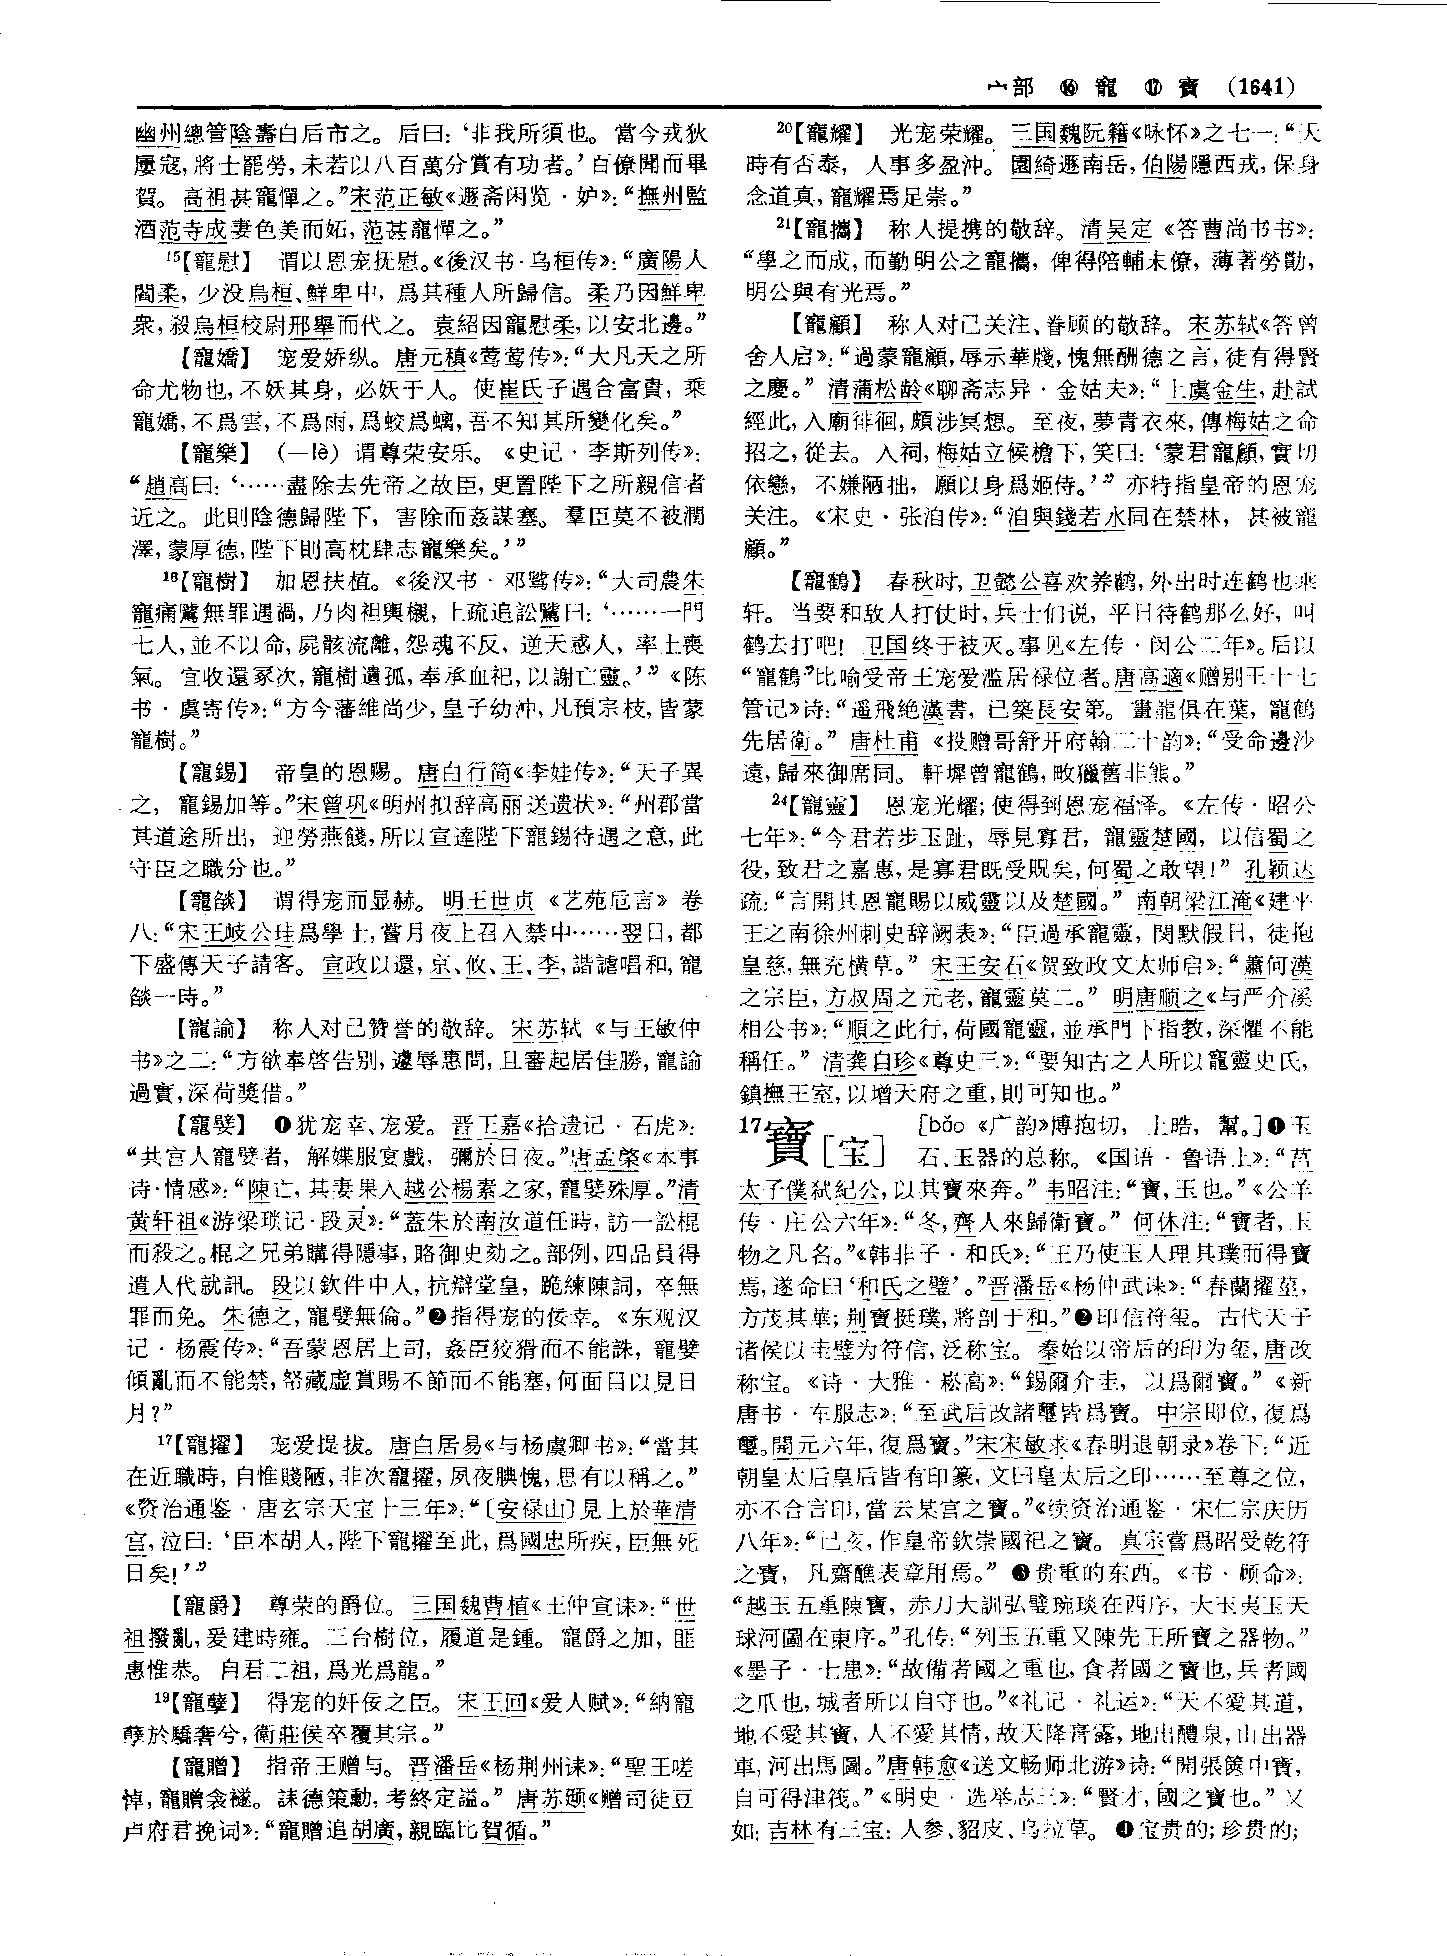 宀部 ⑯ 寵 ⑰ 寶 (1641)
幽州總管陰壽白后市之。后曰：‘非我所須也。當今戎狄
屢寇，將士罷勞，未若以八百萬分賞有功者。’百僚聞而畢
賀。高祖甚寵憚之。”宋范正敏《遯斋闲览·妒》：“撫州監
酒范寺成妻色美而妬，范甚寵憚之。”
15【寵慰】 谓以恩宠抚慰。《後汉书·乌桓传》：“廣陽人
閻柔，少没烏桓、鮮卑中，爲其種人所歸信。柔乃因鮮卑
衆，殺烏桓校尉邢舉而代之。袁紹因寵慰柔，以安北邊。”
【寵嬌】 宠爱娇纵。唐元稹《莺莺传》：“大凡天之所
命尤物也，不妖其身，必妖于人。使崔氏子遇合富貴，乘
寵嬌，不爲雲，不爲雨，爲蛟爲螭，吾不知其所變化矣。”
【寵樂】 (—lè) 谓尊荣安乐。《史记·李斯列传》：
“趙高曰：‘……盡除去先帝之故臣，更置陛下之所親信者
近之。此則陰德歸陛下，害除而姦謀塞。羣臣莫不被潤
澤，蒙厚德，陛下則高枕肆志寵樂矣。’”
16【寵樹】 加恩扶植。《後汉书·邓骘传》：“大司農朱
寵痛騭無罪遇禍，乃肉袒輿櫬，上疏追訟騭曰：‘……一門
七人，並不以命，屍骸流離，怨魂不反，逆天惑人，率土喪
氣。宜收還冢次，寵樹遺孤，奉承血祀，以謝亡靈。’”《陈
书·虞寄传》：“方今藩維尚少，皇子幼冲，凡預宗枝，皆蒙
寵樹。”
【寵錫】 帝皇的恩赐。唐白行简《李娃传》：“天子異
之，寵錫加等。”宋曾巩《明州拟辞高丽送遗状》：“州郡當
其道途所出，迎勞燕餞，所以宣達陛下寵錫待遇之意，此
守臣之職分也。”
【寵燄】 谓得宠而显赫。明王世贞《艺苑卮言》卷
八：“宋王岐公珪爲學士，嘗月夜上召入禁中……翌日，都
下盛傳天子請客。宣政以還，京、攸、王、李，諧謔唱和，寵
燄一時。”
【寵諭】 称人对己赞誉的敬辞。宋苏轼《与王敏仲
书》之二：“方欲奉啓告别，遽辱惠問，且審起居佳勝，寵諭
過實，深荷獎借。”
【寵嬖】 ❶犹宠幸、宠爱。晋王嘉《拾遗记·石虎》：
“共宫人寵嬖者，解媟服宴戲，彌於日夜。”唐孟棨《本事
诗·情感》：“陳亡，其妻果入越公楊素之家，寵嬖殊厚。”清
黄轩祖《游梁琐记·段灵》：“蓋朱於南汝道任時，訪一訟棍
而殺之。棍之兄弟購得隱事，賂御史劾之。部例，四品員得
遣人代就訊。段以欽件中人，抗辯堂皇，跪練陳詞，卒無
罪而免。朱德之，寵嬖無倫。”❷指得宠的佞幸。《东观汉
记·杨震传》：“吾蒙恩居上司，姦臣狡猾而不能誅，寵嬖
傾亂而不能禁，帑藏虚賞賜不節而不能塞，何面目以見日
月？”
17【寵擢】 宠爱提拔。唐白居易《与杨虞卿书》：“當其
在近職時，自惟賤陋，非次寵擢，夙夜腆愧，思有以稱之。”
《资治通鉴·唐玄宗天宝十三年》：“〔安禄山〕見上於華清
宫，泣曰：‘臣本胡人，陛下寵擢至此，爲國忠所疾，臣無死
日矣！’”
【寵爵】 尊荣的爵位。三国魏曹植《王仲宣诔》：“世
祖撥亂，爰建時雍。三台樹位，履道是鍾。寵爵之加，匪
惠惟恭。自君二祖，爲光爲龍。”
19【寵孽】 得宠的奸佞之臣。宋王回《爱人赋》：“納寵
孽於驕奢兮，衛莊侯卒覆其宗。”
【寵贈】 指帝王赠与。晋潘岳《杨荆州诔》：“聖王嗟
悼，寵贈衾襚。誄德策勳，考終定謚。”唐苏颋《赠司徒豆
卢府君挽词》：“寵贈追胡廣，親臨比賀循。”
20【寵耀】 光宠荣耀。三国魏阮籍《咏怀》之七一：“天
時有否泰，人事多盈沖。園綺遯南岳，伯陽隱西戎，保身
念道真，寵耀焉足崇。”
21【寵攜】 称人提携的敬辞。清吴定《答曹尚书书》：
“學之而成，而勤明公之寵攜，俾得陪輔末僚，薄著勞勩，
明公與有光焉。”
【寵顧】 称人对己关注、眷顾的敬辞。宋苏轼《答曾
舍人启》：“過蒙寵顧，辱示華牋，愧無酬德之言，徒有得賢
之慶。”清蒲松龄《聊斋志异·金姑夫》：“上虞金生，赴試
經此，入廟徘徊，頗涉冥想。至夜，夢青衣來，傳梅姑之命
招之，從去。入祠，梅姑立候檐下，笑曰：‘蒙君寵顧，實切
依戀，不嫌陋拙，願以身爲姬侍。’”亦特指皇帝的恩宠
关注。《宋史·张洎传》：“洎與錢若水同在禁林，甚被寵
顧。”
【寵鹤】 春秋时，卫懿公喜欢养鹤，外出时连鹤也乘
轩。当要和敌人打仗时，兵士们说，平日待鹤那么好，叫
鹤去打吧！卫国终于被灭。事见《左传·闵公二年》。后以
“寵鹤”比喻受帝王宠爱滥居禄位者。唐高適《赠别王十七
管记》诗：“遥飛絶漠書，已築長安第。畫龍俱在葉，寵鹤
先居衛。”唐杜甫《投赠哥舒开府翰二十韵》：“受命邊沙
遠，歸來御席同。軒墀曾寵鶴，畋獵舊非熊。”
24【寵靈】 恩宠光耀；使得到恩宠福泽。《左传·昭公
七年》：“今君若步玉趾，辱見寡君，寵靈楚國，以信蜀之
役，致君之嘉惠，是寡君既受貺矣，何蜀之敢望！”孔颖达
疏：“言開其恩寵賜以威靈以及楚國。”南朝梁江淹《建平
王之南徐州刺史辞阙表》：“臣過承寵靈，閔默假日，徒抱
皇慈，無充横草。”宋王安石《贺致政文太师启》：“蕭何漢
之宗臣，方叔周之元老，寵靈莫二。”明唐顺之《与严介溪
相公书》：“順之此行，荷國寵靈，並承門下指教，深懼不能
稱任。”清龚自珍《尊史三》：“要知古之人所以寵靈史氏，
鎮撫王室，以增天府之重，則可知也。”
17寶［宝］ [bǎo《广韵》博抱切，上晧，幫。]❶玉
石、玉器的总称。《国语·鲁语上》：“莒
太子僕弑紀公，以其寶來奔。”韦昭注：“寶，玉也。”《公羊
传·庄公六年》：“冬，齊人來歸衛寶。”何休注：“寶者，玉
物之凡名。”《韩非子·和氏》：“王乃使玉人理其璞而得寶
焉，遂命曰‘和氏之璧’。”晋潘岳《杨仲武诔》：“春蘭擢莖，
方茂其華；荆寶挺璞，將剖于和。”❷印信符玺。古代天子
诸侯以圭璧为符信，泛称宝。秦始以帝后的印为玺，唐改
称宝。《诗·大雅·崧高》：“錫爾介圭，以爲爾寶。”《新
唐书·车服志》：“至武后改諸璽皆爲寶。中宗即位，復爲
璽。開元六年，復爲寶。”宋宋敏求《春明退朝录》卷下：“近
朝皇太后皇后皆有印篆，文曰皇太后之印……至尊之位，
亦不合言印，當云某宫之寶。”《续资治通鉴·宋仁宗庆历
八年》：“己亥，作皇帝欽崇國祀之寶。真宗嘗爲昭受乾符
之寶，凡齋醮表章用焉。”❸贵重的东西。《书·顾命》：
“越玉五重陳寶，赤刀大訓弘璧琬琰在西序，大玉夷玉天
球河圖在東序。”孔传：“列玉五重又陳先王所寶之器物。”
《墨子·七患》：“故備者國之重也，食者國之寶也，兵者國
之爪也，城者所以自守也。”《礼记·礼运》：“天不愛其道，
地不愛其寶，人不愛其情，故天降膏露，地出醴泉，山出器
車，河出馬圖。”唐韩愈《送文畅师北游》诗：“開張篋中寶，
自可得津筏。”《明史·选举志三》：“賢才，國之寶也。”又
如：吉林有三宝：人参、貂皮、乌拉草。❹宝贵的；珍贵的；